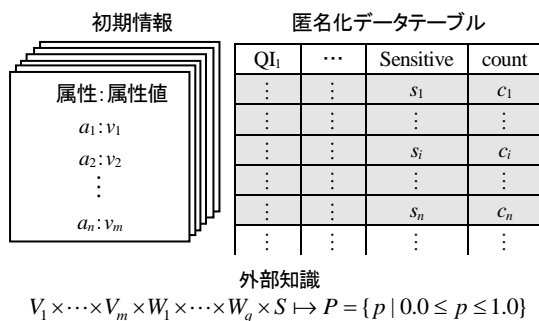 初期情報
属性:属性値
a₁:v₁
a₂:v₂
⋮
aₙ:vₘ
匿名化データテーブル
QI₁ ⋯ Sensitive count
⋮ ⋮ s₁ c₁
⋮ ⋮ ⋮ ⋮
⋮ ⋮ sᵢ cᵢ
⋮ ⋮ ⋮ ⋮
⋮ ⋮ sₙ cₙ
⋮ ⋮ ⋮ ⋮
外部知識
V₁×⋯×Vₘ×W₁×⋯×W_q×S ↦ P = {p | 0.0 ≤ p ≤ 1.0}